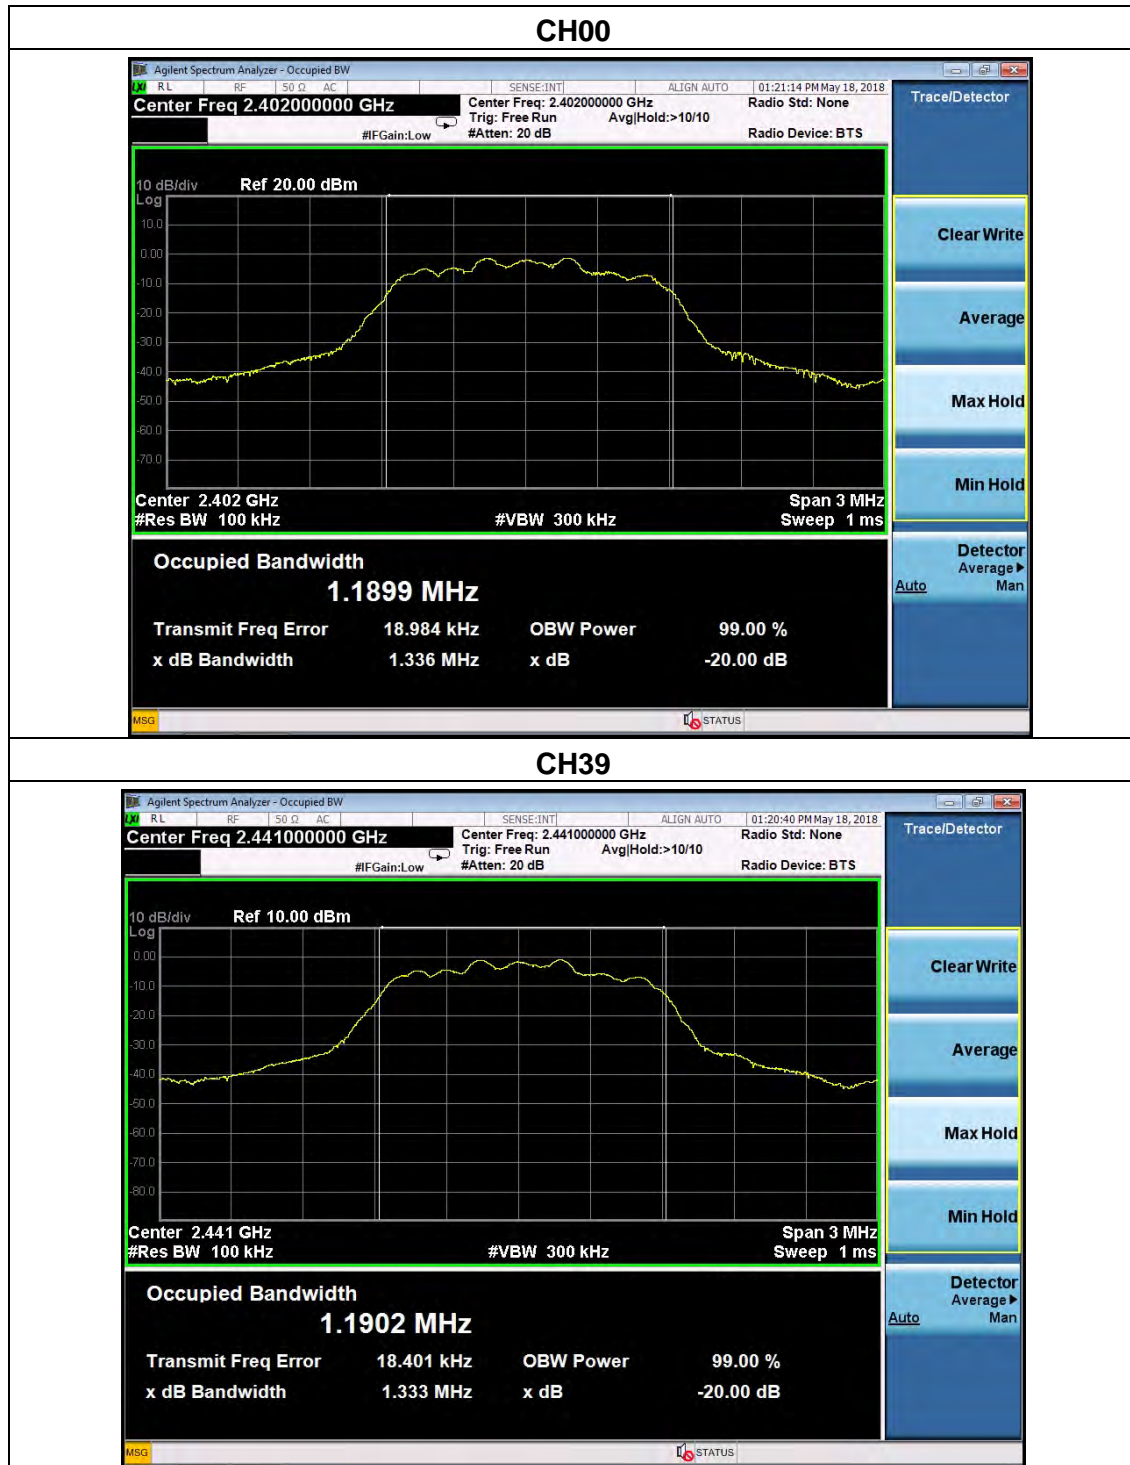 CH00
Agilent Spectrum Analyzer - Occupied BW
LXI RL RF 50 Ω AC SENSE:INT ALIGN AUTO 01:21:14 PM May 18, 2018
Center Freq 2.402000000 GHz Center Freq: 2.402000000 GHz Radio Std: None Trace/Detector
Trig: Free Run Avg|Hold:>10/10
#IFGain:Low #Atten: 20 dB Radio Device: BTS
10 dB/div Ref 20.00 dBm
Log
10.0
Clear Write
0.00
-10.0
-20.0 Average
-30.0
-40.0
-50.0 Max Hold
-60.0
-70.0
Min Hold
Center 2.402 GHz Span 3 MHz
#Res BW 100 kHz #VBW 300 kHz Sweep 1 ms
Occupied Bandwidth Detector
Average▶
1.1899 MHz Auto Man
Transmit Freq Error 18.984 kHz OBW Power 99.00 %
x dB Bandwidth 1.336 MHz x dB -20.00 dB
MSG STATUS
CH39
Agilent Spectrum Analyzer - Occupied BW
LXI RL RF 50 Ω AC SENSE:INT ALIGN AUTO 01:20:40 PM May 18, 2018
Center Freq 2.441000000 GHz Center Freq: 2.441000000 GHz Radio Std: None Trace/Detector
Trig: Free Run Avg|Hold:>10/10
#IFGain:Low #Atten: 20 dB Radio Device: BTS
10 dB/div Ref 10.00 dBm
Log
0.00
Clear Write
-10.0
-20.0
-30.0 Average
-40.0
-50.0
-60.0 Max Hold
-70.0
-80.0
Min Hold
Center 2.441 GHz Span 3 MHz
#Res BW 100 kHz #VBW 300 kHz Sweep 1 ms
Occupied Bandwidth Detector
Average▶
1.1902 MHz Auto Man
Transmit Freq Error 18.401 kHz OBW Power 99.00 %
x dB Bandwidth 1.333 MHz x dB -20.00 dB
MSG STATUS